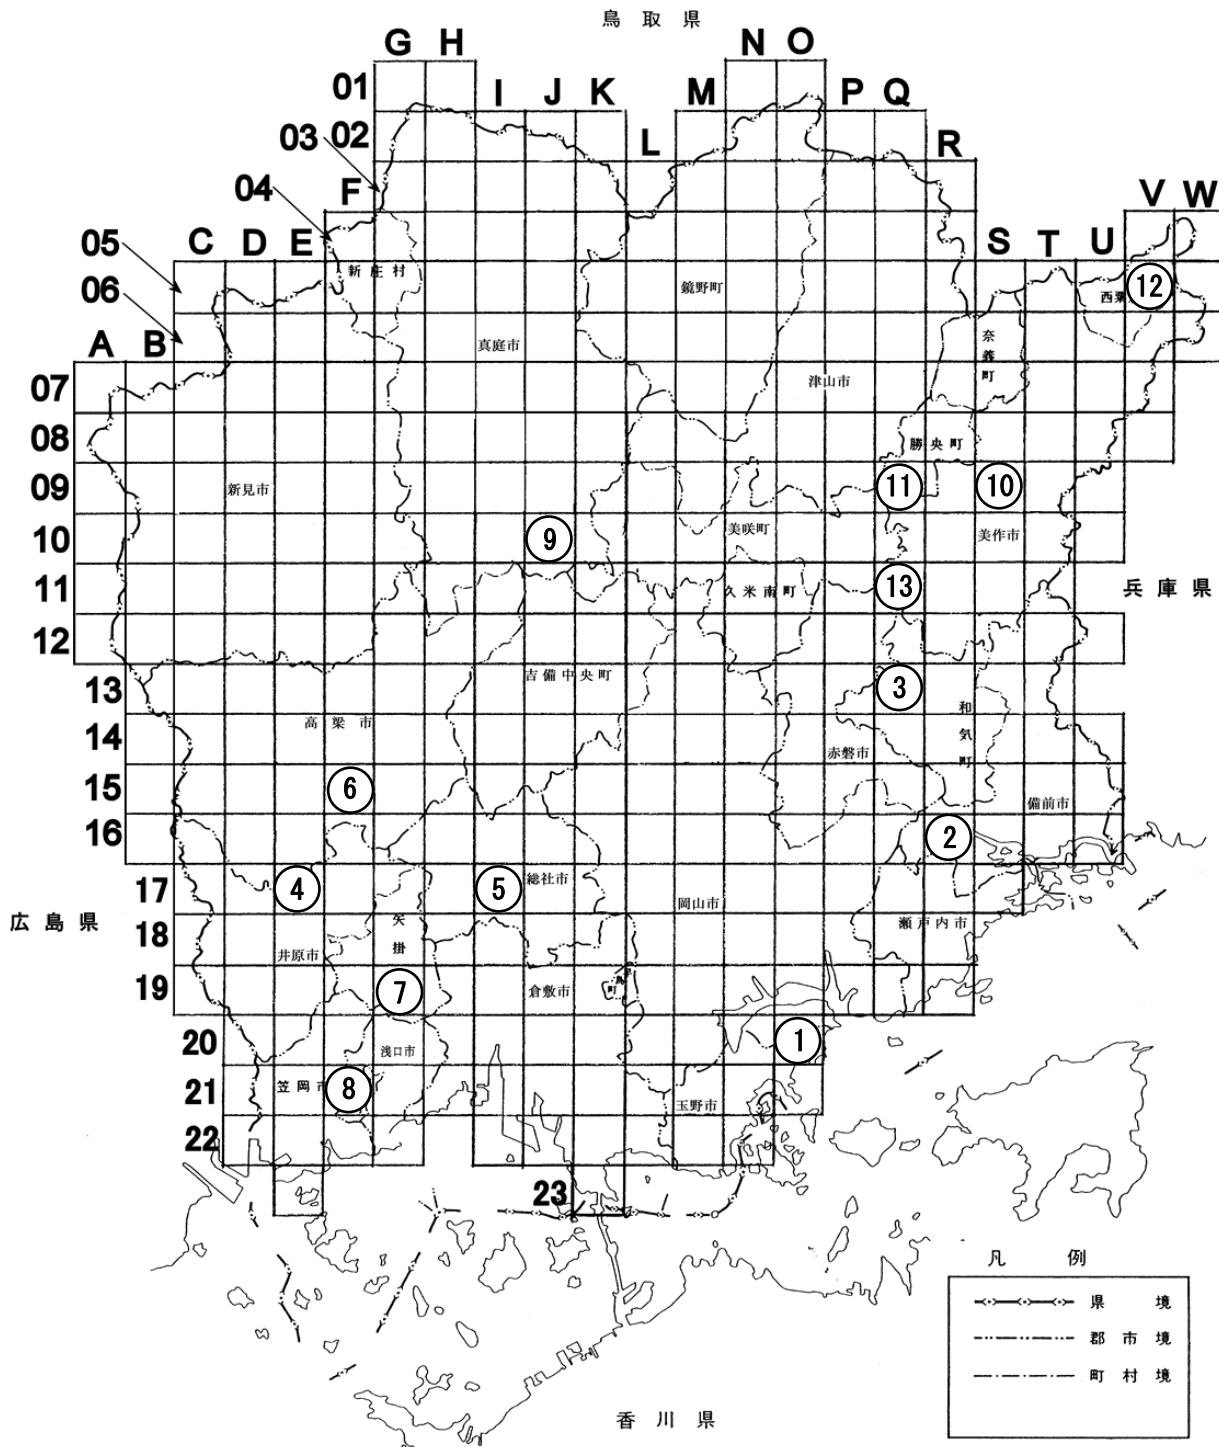 鳥取県
G H N O
01 I J K M P Q
03 02 L R
04 F V W
05 C D E S T U
新庄村 鏡野町 西粟 ⑫
06
A B 真庭市 奈義町
07 津山市
08 勝央町
09 新見市 ⑪ ⑩
10 ⑨ 美咲町 美作市
11 久米南町 ⑬ 兵庫県
12
13 吉備中央町 ③ 和気町
14 高梁市 赤磐市
15 ⑥ 備前市
16 ②
17 ④ ⑤ 総社市
広島県 矢掛 岡山市 瀬戸内市
18 井原市
19 ⑦ 倉敷市 島町
20 浅口市 ①
21 笠岡市 ⑧ 玉野市
22
23
凡例
県境
郡市境
町村境
香川県